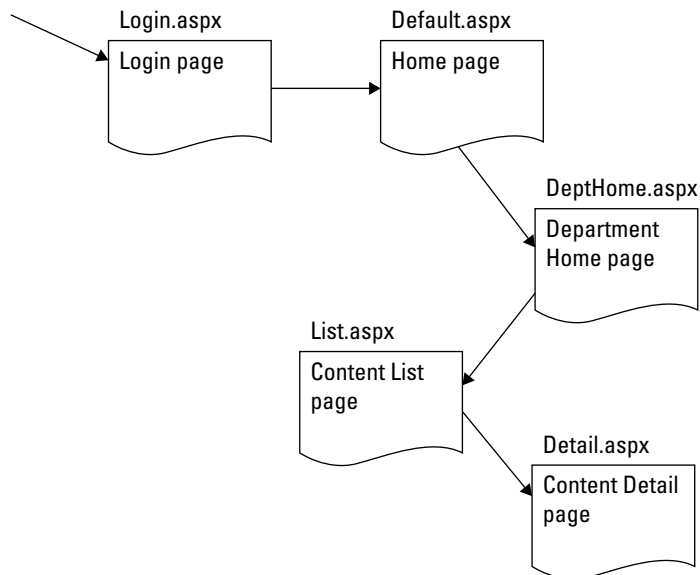 Login.aspx
Login page
Default.aspx
Home page
DeptHome.aspx
Department
Home page
List.aspx
Content List
page
Detail.aspx
Content Detail
page